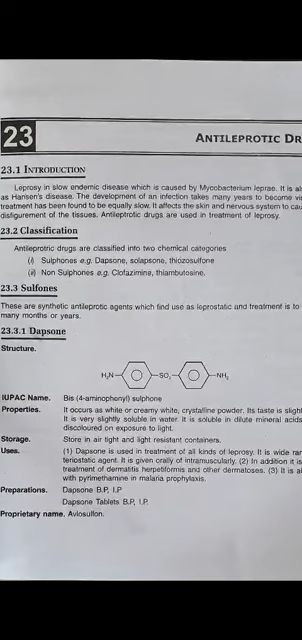 23
ANTILEPROTIC DR
23.1 INTRODUCTION
Leprosy in slow endemic disease which is caused by Mycobacterium leprae. It is al
as Hansen's disease. The development of an infection takes many years to become vi
treatment has been found to be equally slow. It affects the skin and nervous system to cau
disfigurement of the tissues. Antileptrotic drugs are used in treatment of leprosy.
23.2 Classification
Antileprotric drugs are classified into two chemical categories
(i) Sulphones e.g. Dapsone, solapsone, thiozosulfone
(ii) Non Sulphones e.g. Clofazimine, thiambutosine.
23.3 Sulfones
These are synthetic antileprotic agents which find use as leprostatic and treatment is to
many months or years.
23.3.1 Dapsone
Structure.
H₂N SO₂ NH₂
IUPAC Name. Bis (4-aminophenyl) sulphone
Properties. It occurs as white or creamy white, crystalline powder. Its taste is slight
It is very slightly soluble in water. It is soluble in dilute mineral acids
discoloured on exposure to light.
Storage. Store in air tight and light resistant containers.
Uses. (1) Dapsone is used in treatment of all kinds of leprosy. It is wide ran
teriostatic agent. It is given orally of intramuscularly. (2) In addition it is
treatment of dermatitis herpetiformis and other dermatoses. (3) It is al
with pyrimethamine in malaria prophylaxis.
Preparations. Dapsone B.P, I.P
Dapsone Tablets B.P, I.P.
Proprietary name. Avlosulfon.